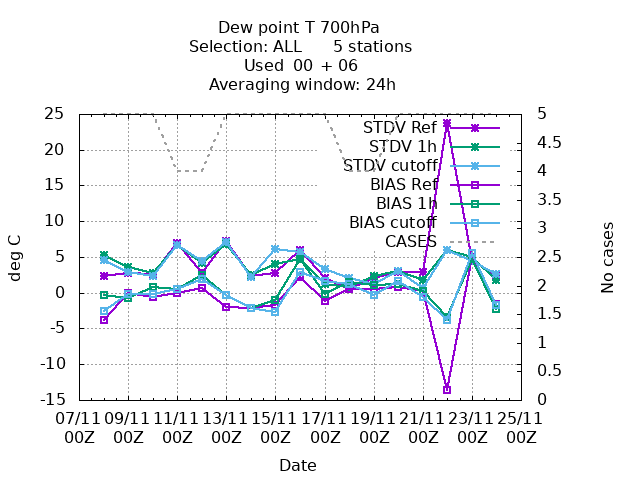 Dew point T 700hPa
Selection: ALL 5 stations
Used 00 + 06
Averaging window: 24h
25
20
15
10
5
0
-5
-10
-15
deg C
5
4.5
4
3.5
3
2.5
2
1.5
1
0.5
0
No cases
STDV Ref
STDV 1h
STDV cutoff
BIAS Ref
BIAS 1h
BIAS cutoff
CASES
07/11 09/11 11/11 13/11 15/11 17/11 19/11 21/11 23/11 25/11
00Z 00Z 00Z 00Z 00Z 00Z 00Z 00Z 00Z 00Z
Date